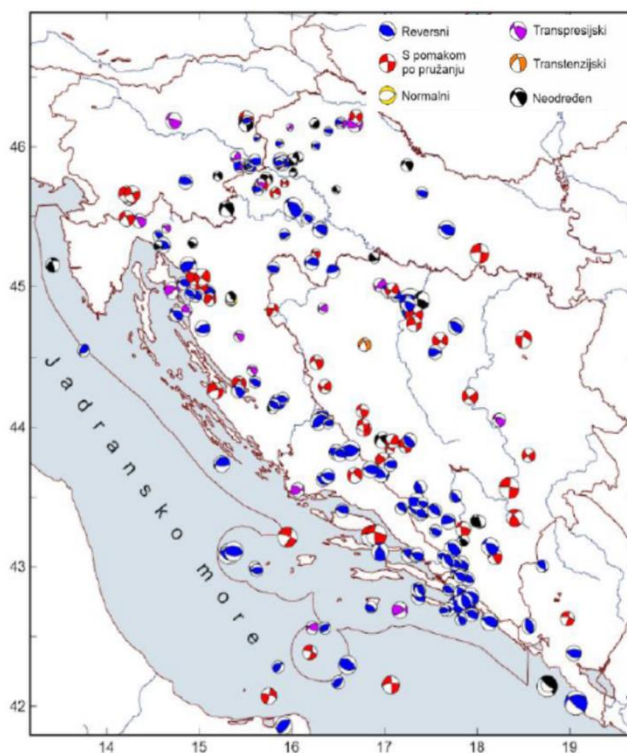 Reversni
Transpresijski
S pomakom
po pružanju
Transtenzijski
Normalni
Neodređen
46
45
44
43
42
Jadransko more
14 15 16 17 18 19